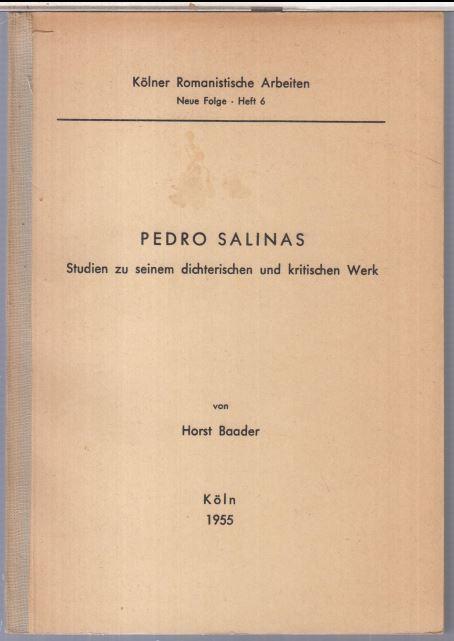 Kölner Romanistische Arbeiten
Neue Folge · Heft 6
PEDRO SALINAS
Studien zu seinem dichterischen und kritischen Werk
von
Horst Baader
Köln
1955